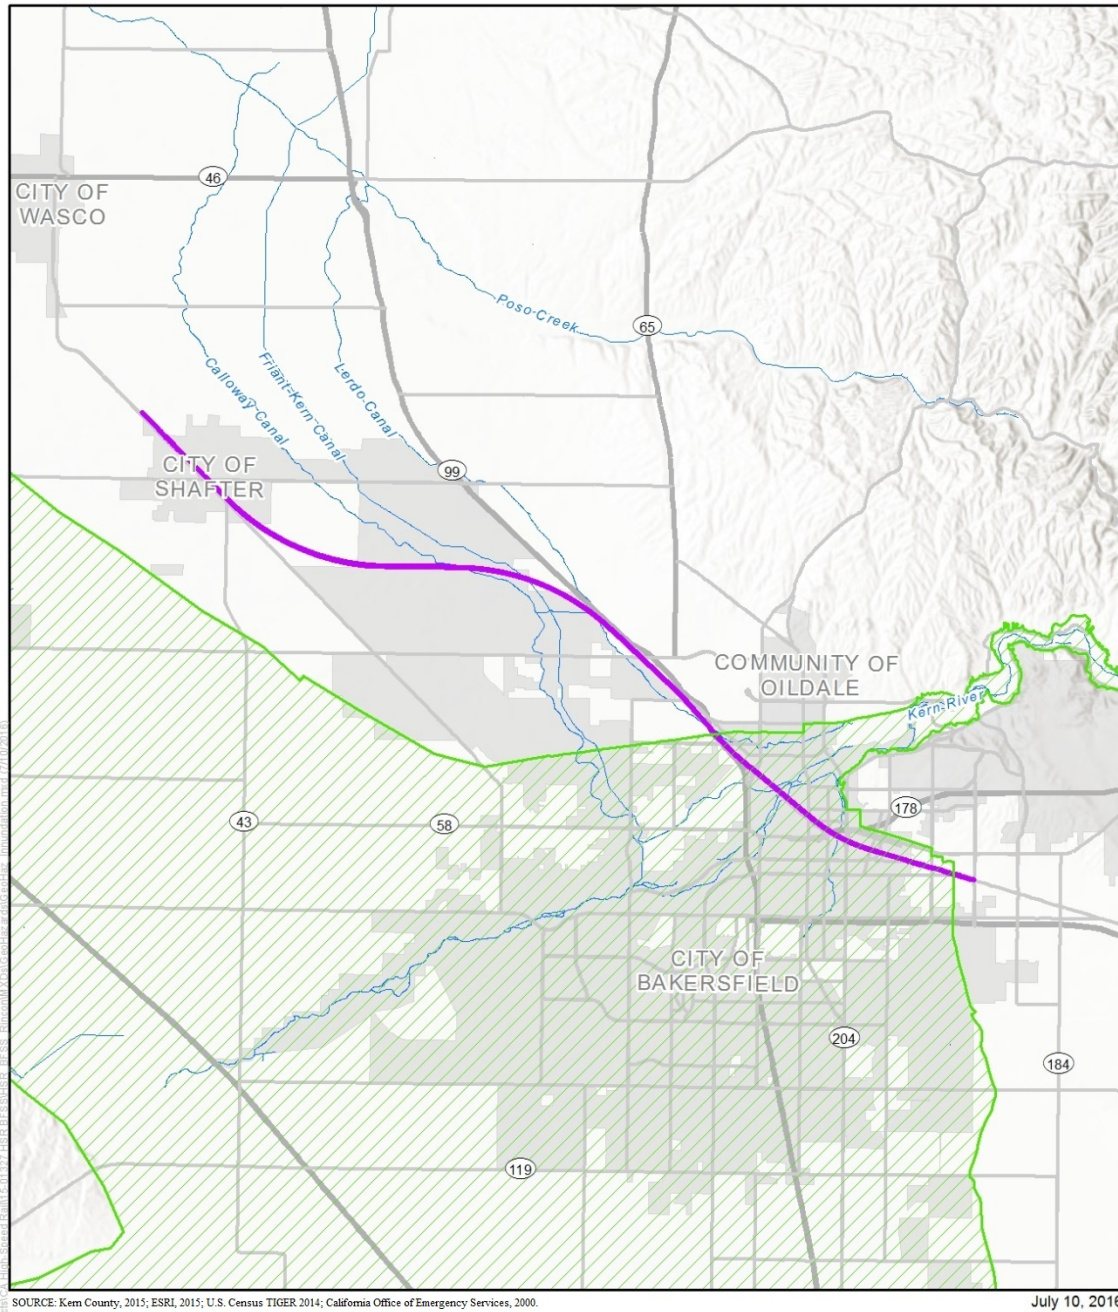 46
CITY OF
WASCO
Poso Creek
65
Calloway Canal
Friant-Kern Canal
Lerdo Canal
CITY OF
SHAFTER
99
COMMUNITY OF
OILDALE
Kern River
178
43
58
CITY OF
BAKERSFIELD
204
184
119
SOURCE: Kern County, 2015; ESRI, 2015; U.S. Census TIGER 2014; California Office of Emergency Services, 2000.
July 10, 2016